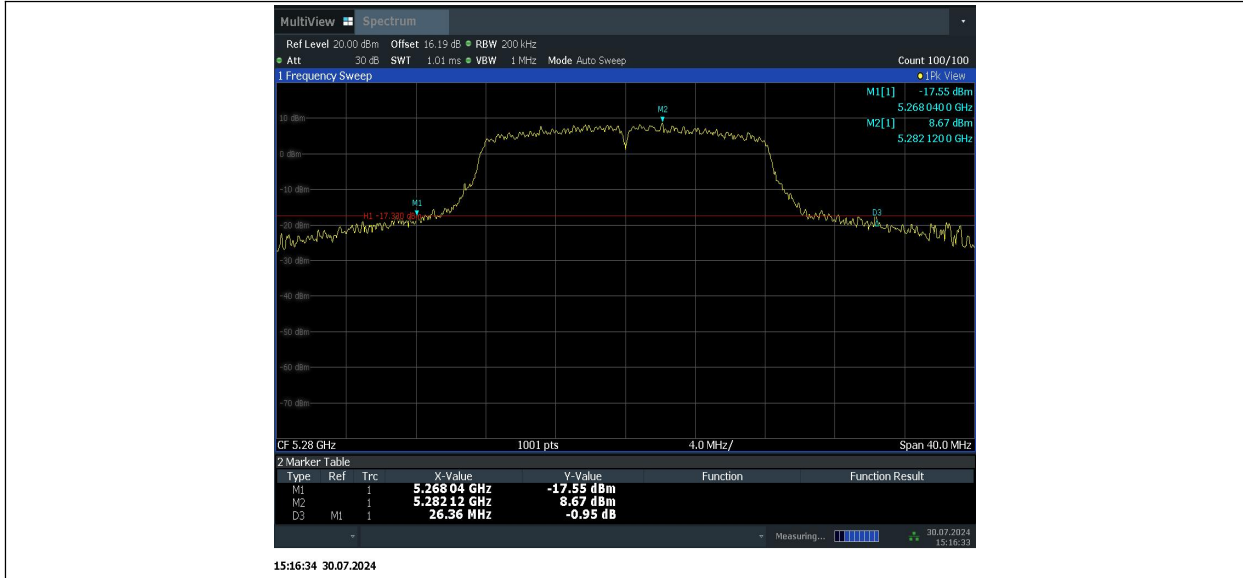 MultiView Spectrum
Ref Level 20.00 dBm Offset 16.19 dB RBW 200 kHz
Att 30 dB SWT 1.01 ms VBW 1 MHz Mode Auto Sweep Count 100/100
1 Frequency Sweep 1Pk View
M1[1] -17.55 dBm
5.268 040 0 GHz
M2[1] 8.67 dBm
5.282 120 0 GHz
M2
10 dBm
0 dBm
-10 dBm
M1
H1 -17.330 dBm
D3
-20 dBm
-30 dBm
-40 dBm
-50 dBm
-60 dBm
-70 dBm
CF 5.28 GHz 1001 pts 4.0 MHz/ Span 40.0 MHz
2 Marker Table
Type Ref Trc X-Value Y-Value Function Function Result
M1 1 5.268 04 GHz -17.55 dBm
M2 1 5.282 12 GHz 8.67 dBm
D3 M1 1 26.36 MHz -0.95 dB
Measuring... 30.07.2024
15:16:33
15:16:34 30.07.2024